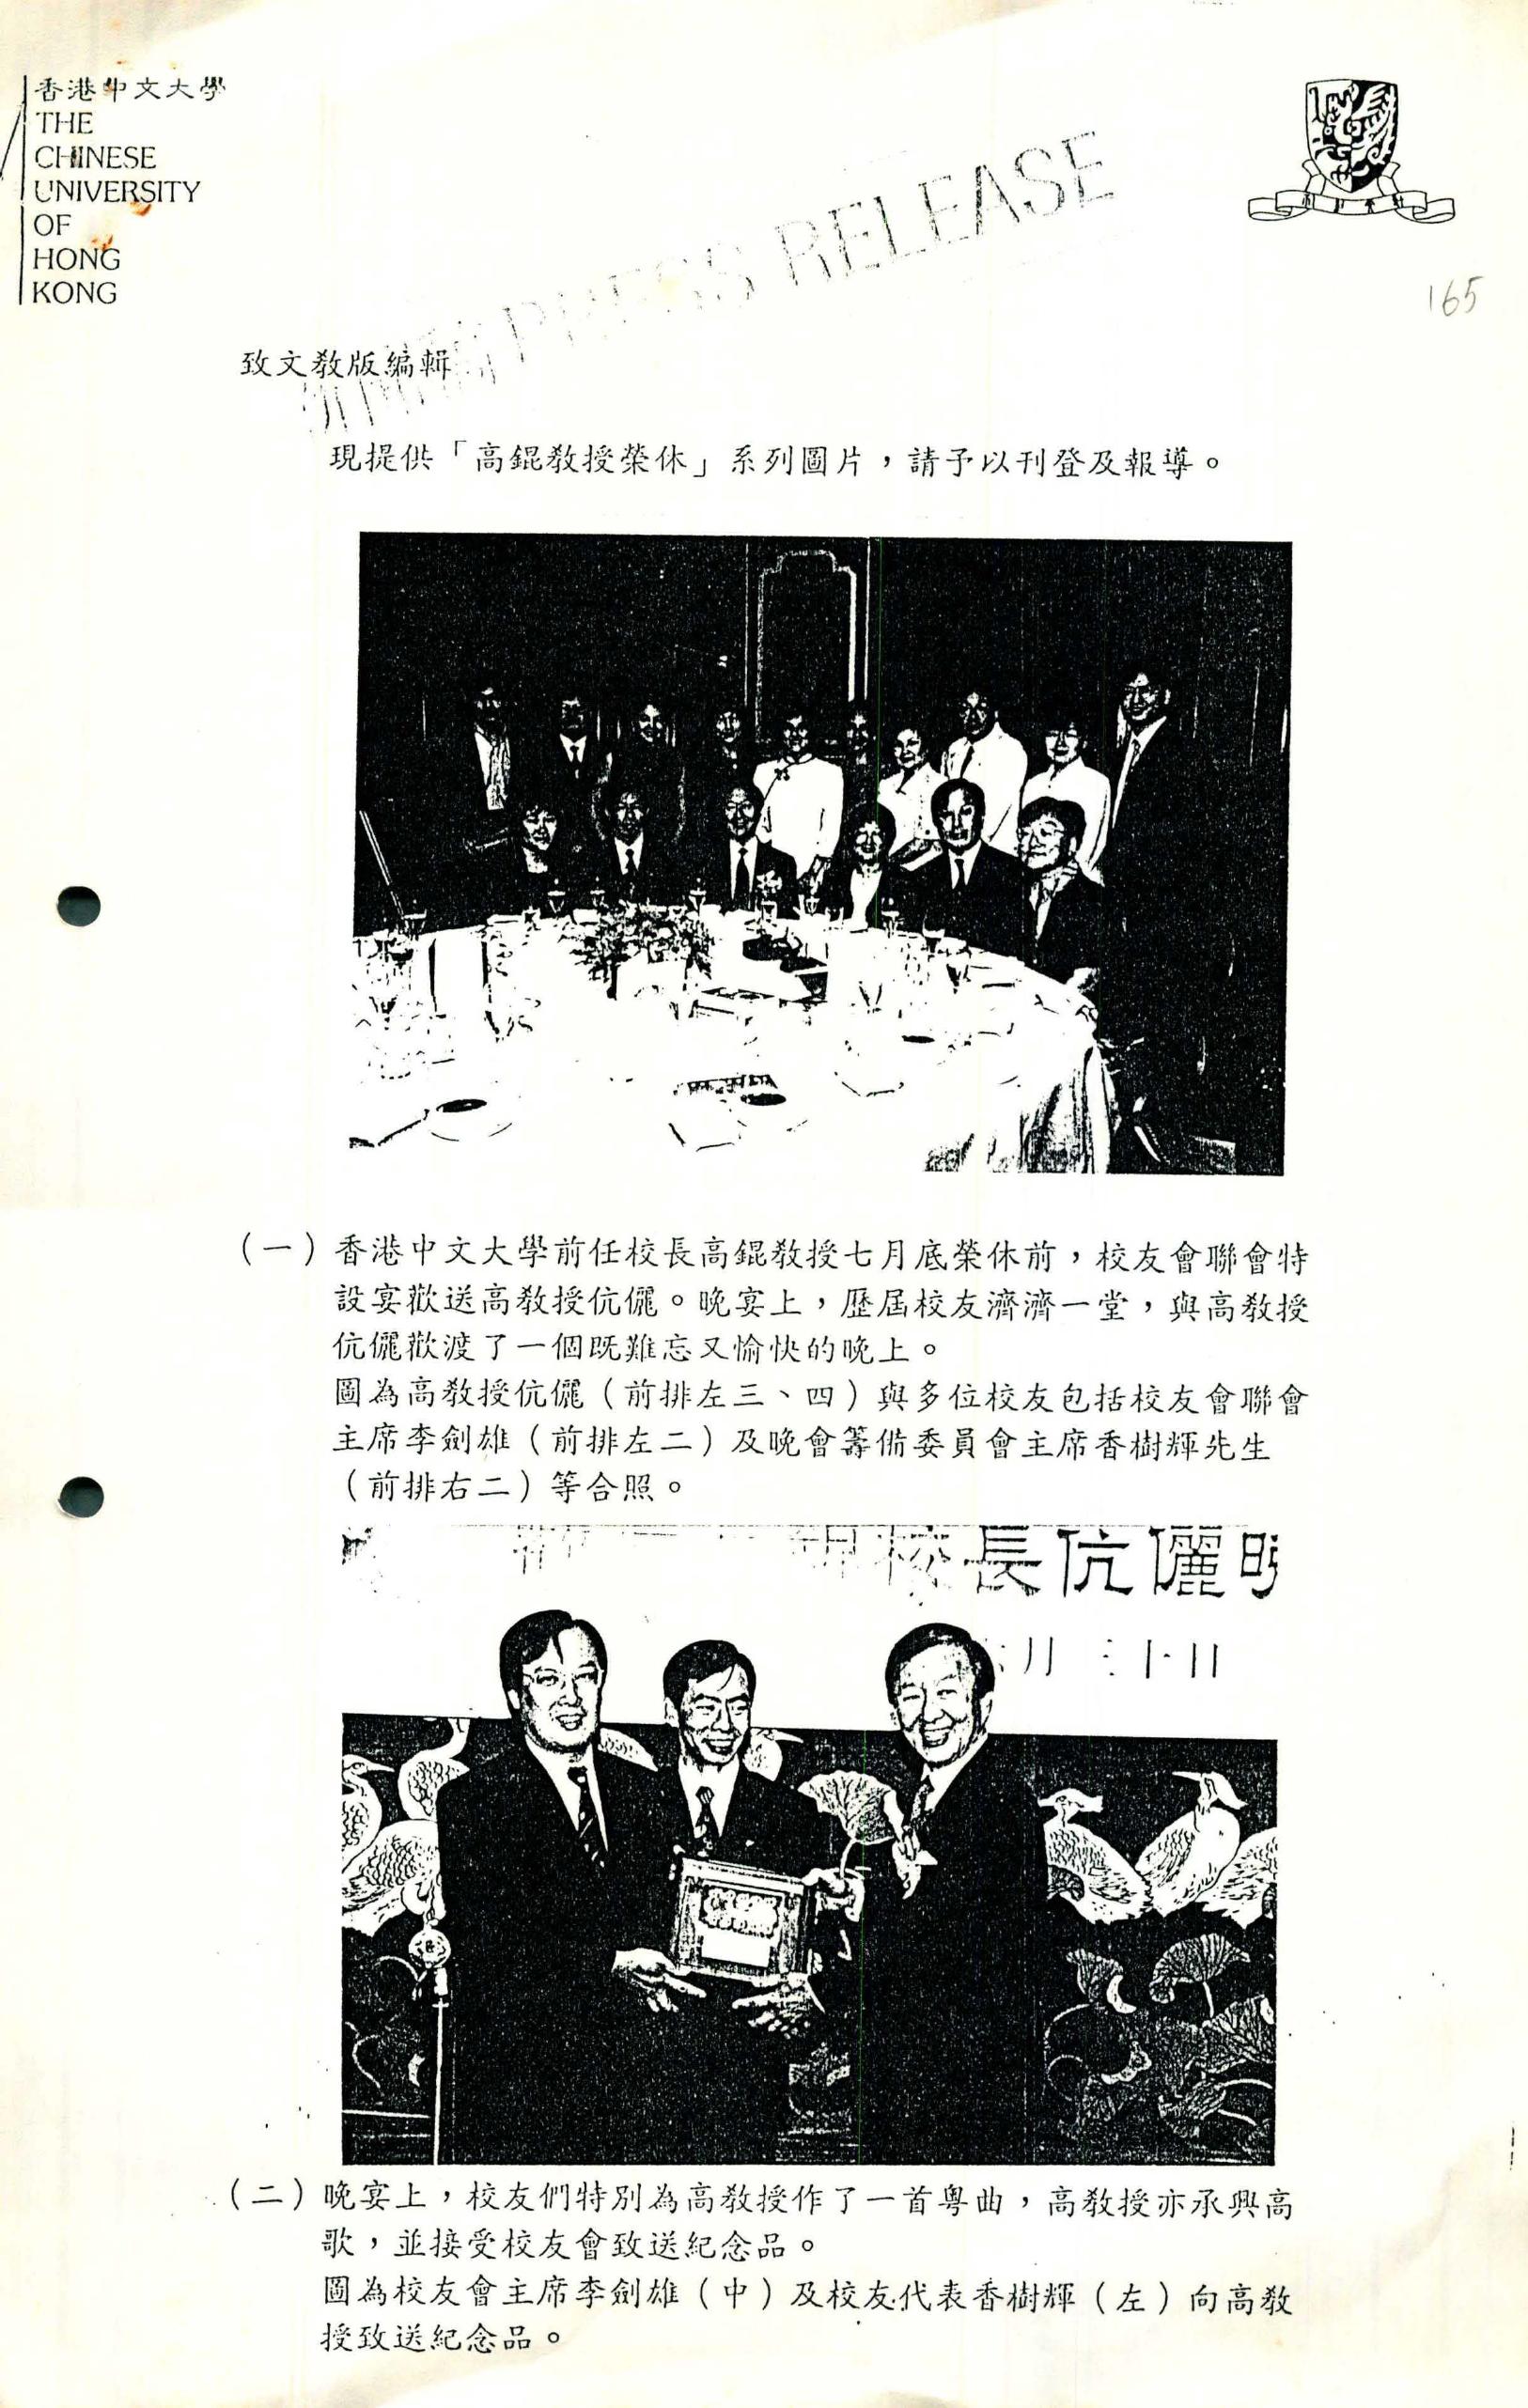 香港中文大學
THE
CHINESE
UNIVERSITY
OF
HONG
KONG
PRESS RELEASE
165
致文教版編輯
現提供「高錕教授榮休」系列圖片，請予以刊登及報導。
（一）香港中文大學前任校長高錕教授七月底榮休前，校友會聯會特
設宴歡送高教授伉儷。晚宴上，歷屆校友濟濟一堂，與高教授
伉儷歡渡了一個既難忘又愉快的晚上。
圖為高教授伉儷（前排左三、四）與多位校友包括校友會聯會
主席李劍雄（前排左二）及晚會籌備委員會主席香樹輝先生
（前排右二）等合照。
校長伉儷
（二）晚宴上，校友們特別為高教授作了一首粵曲，高教授亦承興高
歌，並接受校友會致送紀念品。
圖為校友會主席李劍雄（中）及校友代表香樹輝（左）向高教
授致送紀念品。